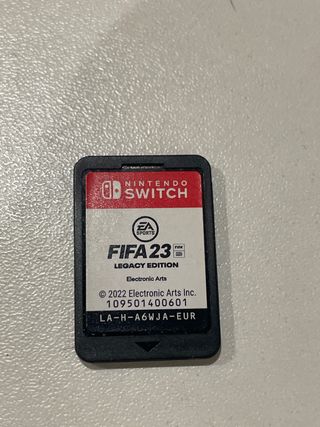 NINTENDO
SWITCH
EA
SPORTS
FIFA 23
LEGACY EDITION
Electronic Arts
© 2022 Electronic Arts Inc.
109501400601
LA-H-A6WJA-EUR